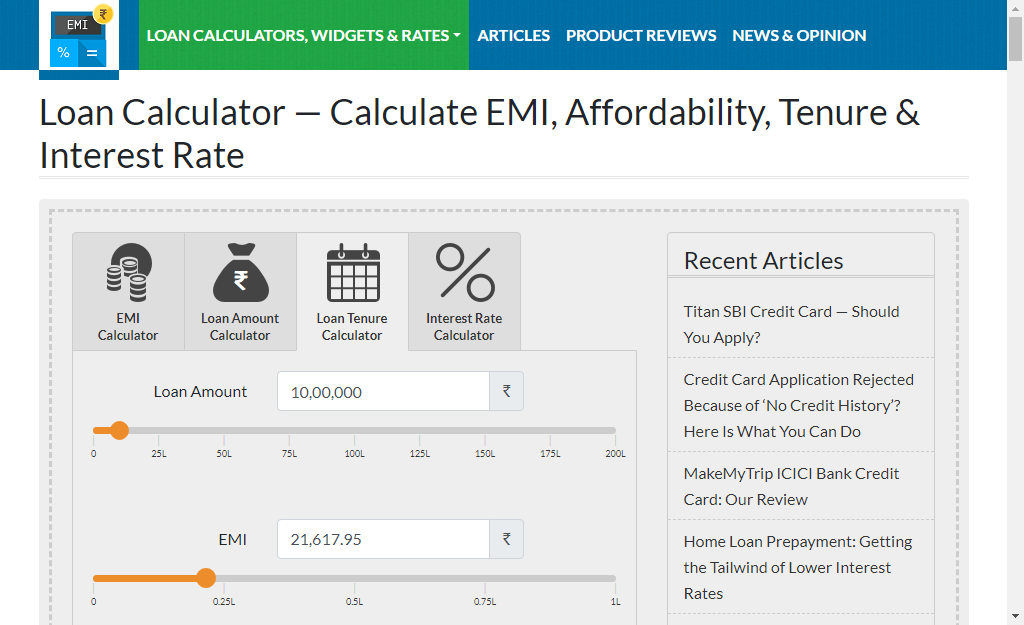 EMI ₹
% =
LOAN CALCULATORS, WIDGETS & RATES ARTICLES PRODUCT REVIEWS NEWS & OPINION
Loan Calculator — Calculate EMI, Affordability, Tenure &
Interest Rate
EMI
Calculator
₹
Loan Amount
Calculator
Loan Tenure
Calculator
Interest Rate
Calculator
Loan Amount 10,00,000 ₹
0 25L 50L 75L 100L 125L 150L 175L 200L
EMI 21,617.95 ₹
0 0.25L 0.5L 0.75L 1L
Recent Articles
Titan SBI Credit Card — Should
You Apply?
Credit Card Application Rejected
Because of ‘No Credit History’?
Here Is What You Can Do
MakeMyTrip ICICI Bank Credit
Card: Our Review
Home Loan Prepayment: Getting
the Tailwind of Lower Interest
Rates